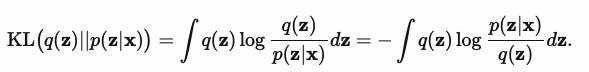 KL(q(z)||p(z|x)) = ∫ q(z) log q(z)/p(z|x) dz = − ∫ q(z) log p(z|x)/q(z) dz.